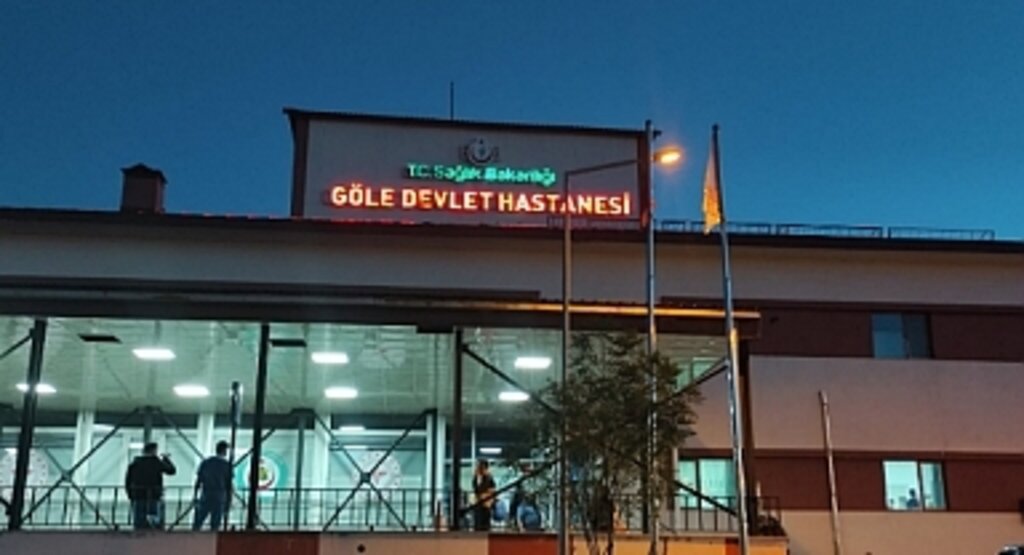 T.C. Sağlık Bakanlığı
GÖLE DEVLET HASTANESİ